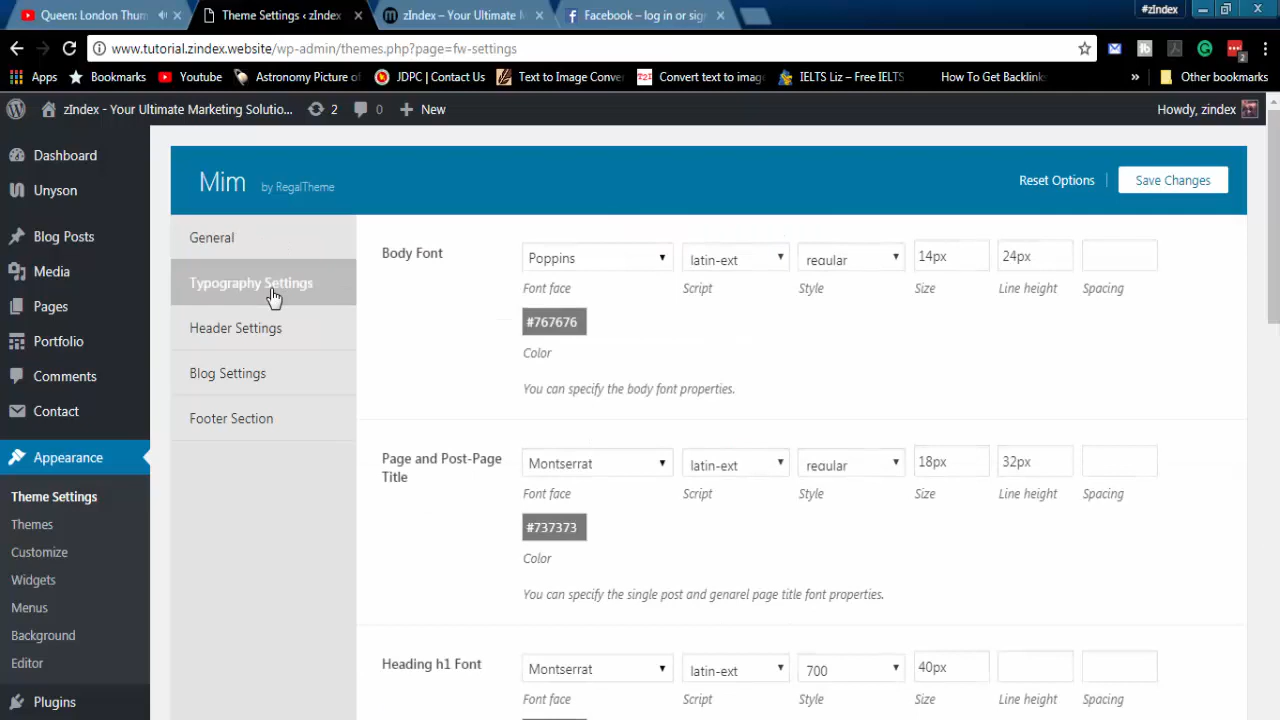 Queen: London Thum
Theme Settings ‹ zIndex
zIndex – Your Ultimate M
Facebook – log in or sig
#zIndex
www.tutorial.zindex.website/wp-admin/themes.php?page=fw-settings
2
Apps
Bookmarks
Youtube
Astronomy Picture of
JDPC | Contact Us
Text to Image Conve
T2I
Convert text to imag
IELTS Liz – Free IELTS
How To Get Backlink
»
Other bookmarks
zIndex - Your Ultimate Marketing Solutio...
2
0
New
Howdy, zindex
Dashboard
Unyson
Blog Posts
Media
Pages
Portfolio
Comments
Contact
Appearance
Theme Settings
Themes
Customize
Widgets
Menus
Background
Editor
Plugins
Mim by RegalTheme
Reset Options
Save Changes
General
Typography Settings
Header Settings
Blog Settings
Footer Section
Body Font
Poppins
latin-ext
regular
14px
24px
Font face
Script
Style
Size
Line height
Spacing
#767676
Color
You can specify the body font properties.
Page and Post-Page
Title
Montserrat
latin-ext
regular
18px
32px
Font face
Script
Style
Size
Line height
Spacing
#737373
Color
You can specify the single post and genarel page title font properties.
Heading h1 Font
Montserrat
latin-ext
700
40px
Font face
Script
Style
Size
Line height
Spacing